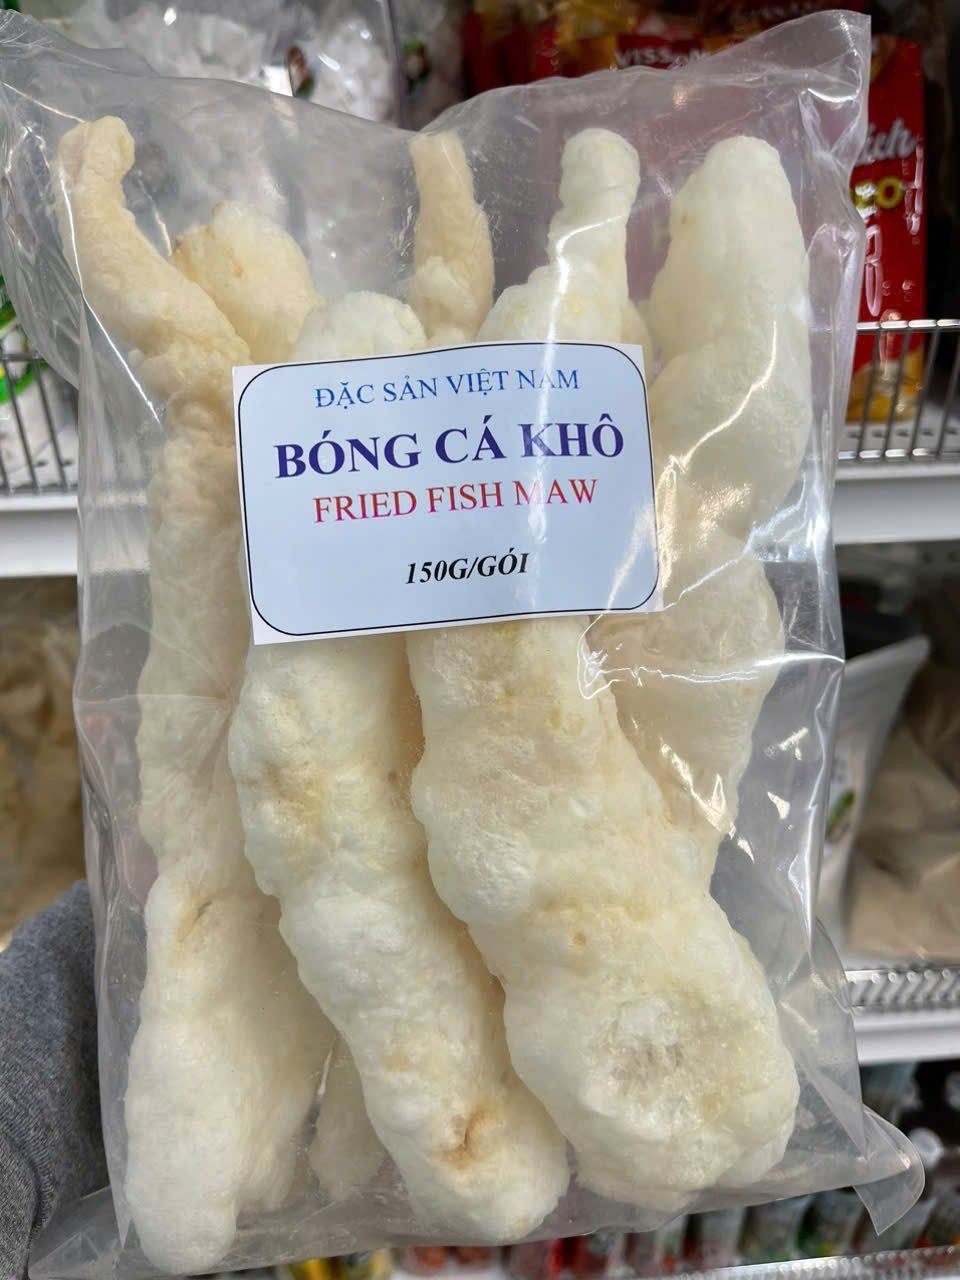 ĐẶC SẢN VIỆT NAM
BÓNG CÁ KHÔ
FRIED FISH MAW
150G/GÓI